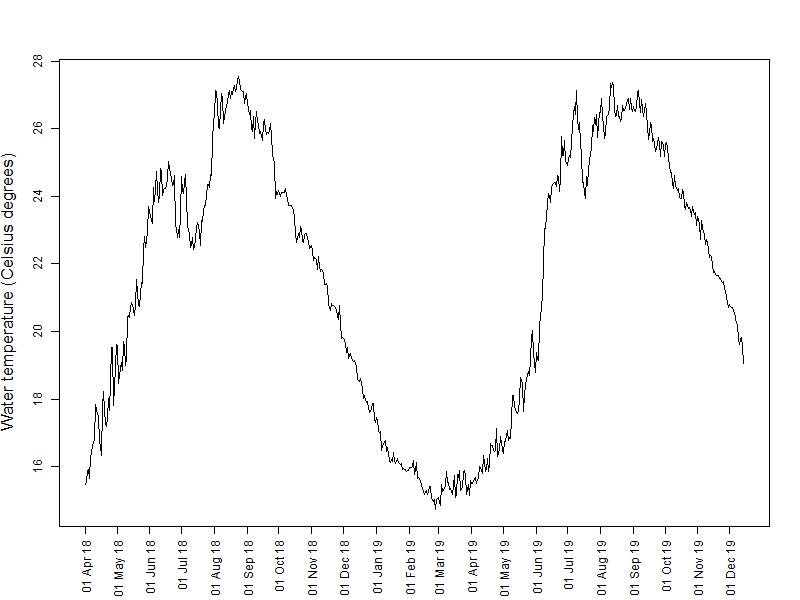 Water temperature (Celsius degrees)
28
26
24
22
20
18
16
01 Apr 18
01 May 18
01 Jun 18
01 Jul 18
01 Aug 18
01 Sep 18
01 Oct 18
01 Nov 18
01 Dec 18
01 Jan 19
01 Feb 19
01 Mar 19
01 Apr 19
01 May 19
01 Jun 19
01 Jul 19
01 Aug 19
01 Sep 19
01 Oct 19
01 Nov 19
01 Dec 19